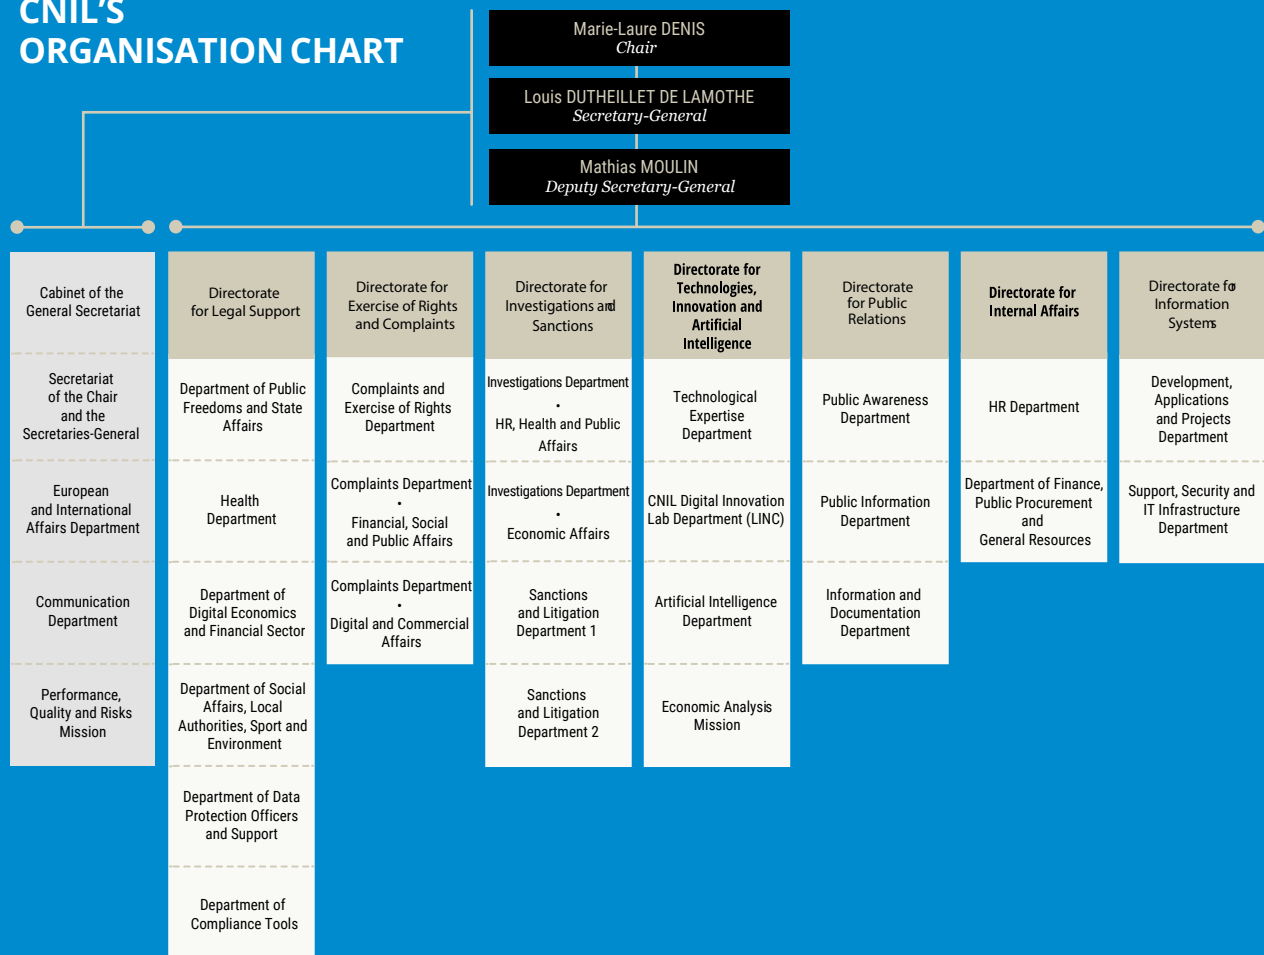 CNIL'S
ORGANISATION CHART
Marie-Laure DENIS
Chair
Louis DUTHEILLET DE LAMOTHE
Secretary-General
Mathias MOULIN
Deputy Secretary-General
Cabinet of the
General Secretariat
Secretariat
of the Chair
and the
Secretaries-General
European
and International
Affairs Department
Communication
Department
Performance,
Quality and Risks
Mission
Directorate
for Legal Support
Department of Public
Freedoms and State
Affairs
Health
Department
Department of
Digital Economics
and Financial Sector
Department of Social
Affairs, Local
Authorities, Sport and
Environment
Department of Data
Protection Officers
and Support
Department of
Compliance Tools
Directorate for
Exercise of Rights
and Complaints
Complaints and
Exercise of Rights
Department
Complaints Department
•
Financial, Social
and Public Affairs
Complaints Department
•
Digital and Commercial
Affairs
Directorate for
Investigations and
Sanctions
Investigations Department
•
HR, Health and Public
Affairs
Investigations Department
•
Economic Affairs
Sanctions
and Litigation
Department 1
Sanctions
and Litigation
Department 2
Directorate for
Technologies,
Innovation and
Artificial
Intelligence
Technological
Expertise
Department
CNIL Digital Innovation
Lab Department (LINC)
Artificial Intelligence
Department
Economic Analysis
Mission
Directorate
for Public
Relations
Public Awareness
Department
Public Information
Department
Information and
Documentation
Department
Directorate for
Internal Affairs
HR Department
Department of Finance,
Public Procurement
and
General Resources
Directorate for
Information
Systems
Development,
Applications
and Projects
Department
Support, Security and
IT Infrastructure
Department